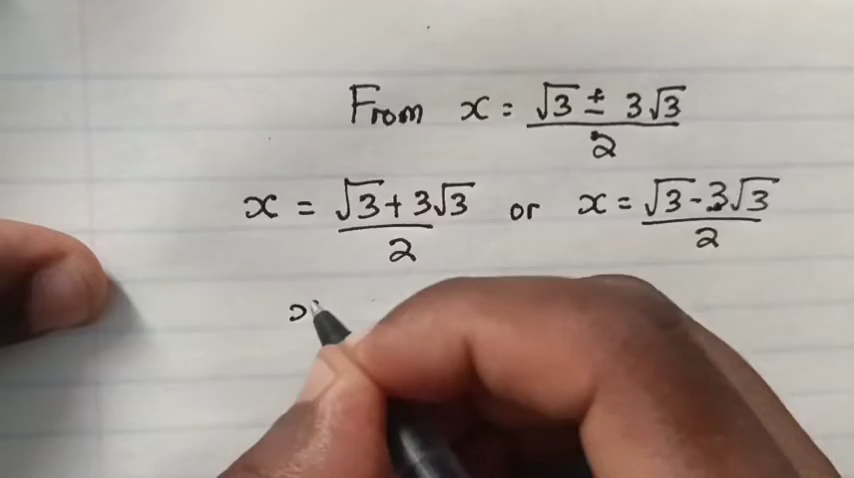 From x = (√3 ± 3√3)/2
x = (√3 + 3√3)/2 or x = (√3 - 3√3)/2